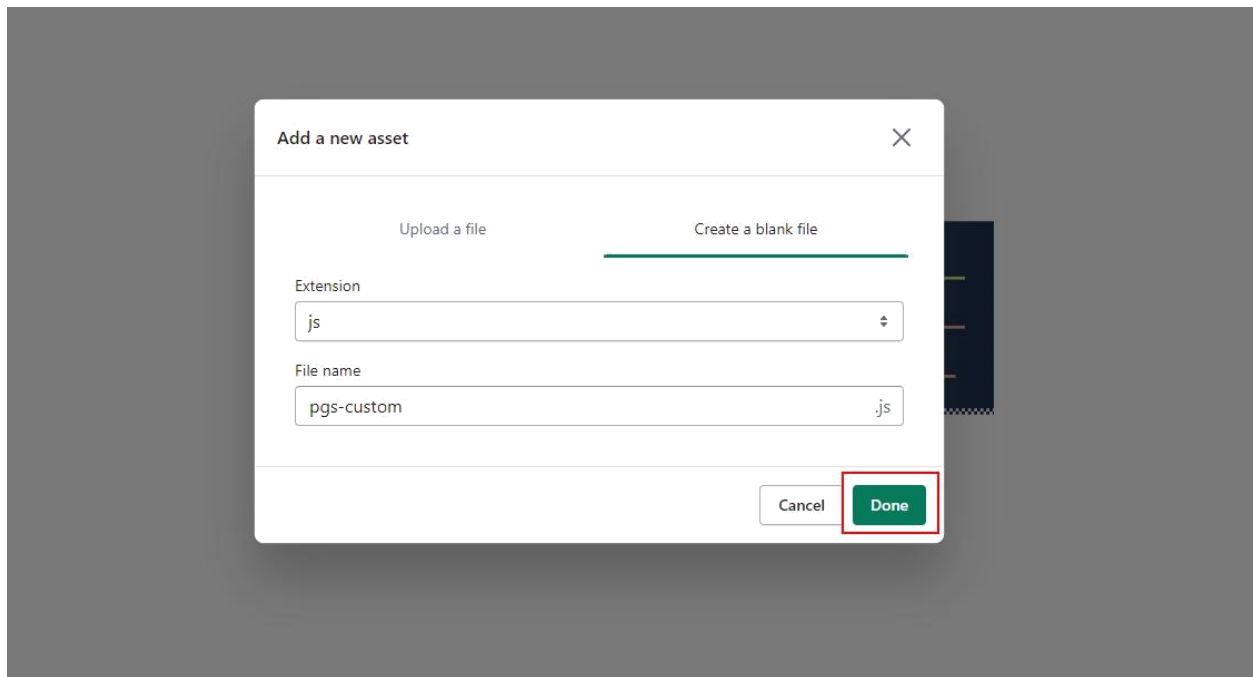 Add a new asset
Upload a file
Create a blank file
Extension
js
File name
pgs-custom
.js
Cancel
Done